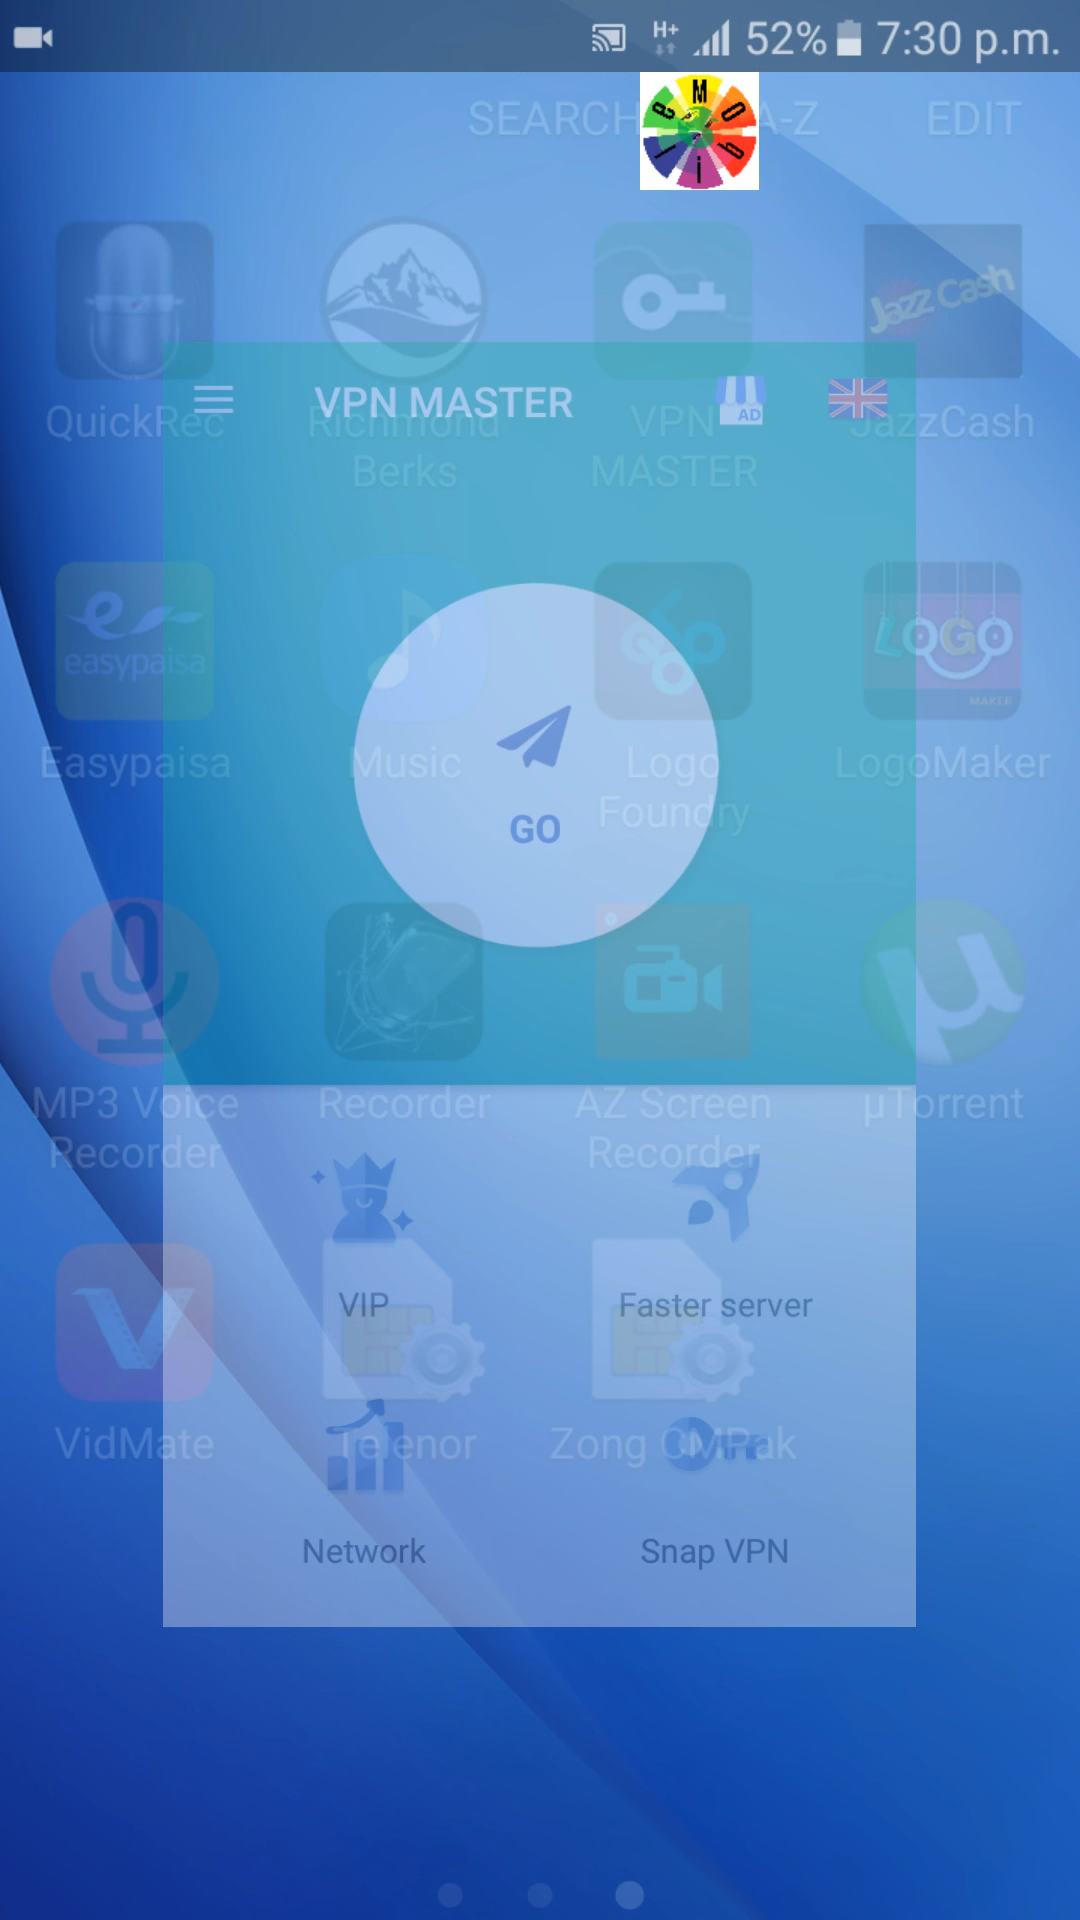 H+ 52% 7:30 p.m.
SEARCH A-Z EDIT
e M o b i l
Jazz Cash
QuickRec Richmond Berks VPN MASTER JazzCash
VPN MASTER AD
easypaisa LOGO MAKER
Easypaisa Music Logo Foundry LogoMaker
GO
µ
MP3 Voice Recorder Recorder AZ Screen Recorder µTorrent
VIP Faster server
VidMate Telenor Zong CMPak
Network Snap VPN